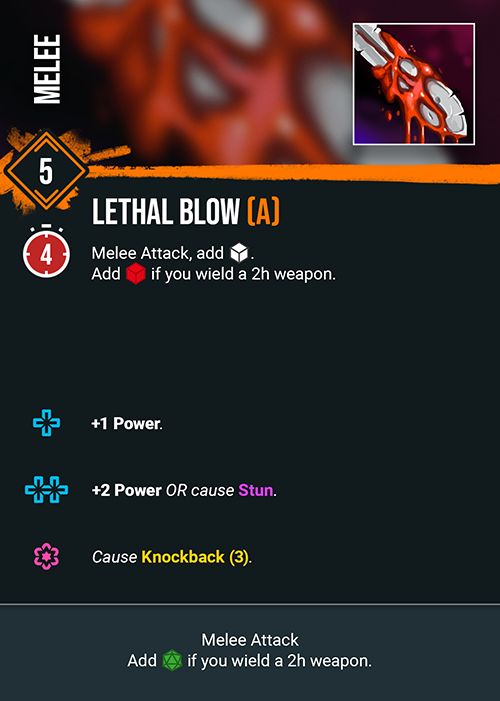 MELEE
5
LETHAL BLOW (A)
4
Melee Attack, add .
Add if you wield a 2h weapon.
+1 Power.
+2 Power OR cause Stun.
Cause Knockback (3).
Melee Attack
Add if you wield a 2h weapon.